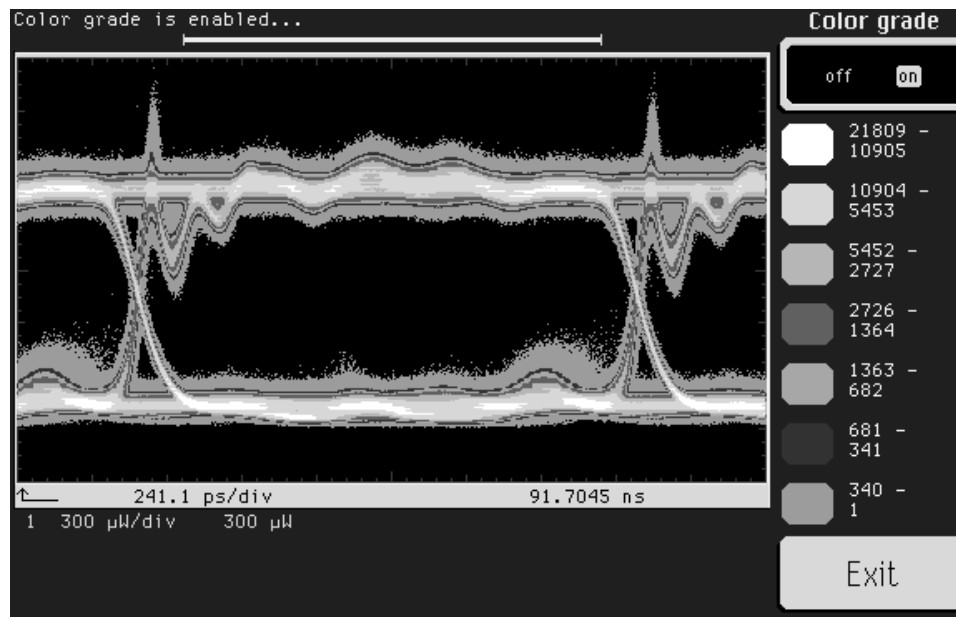 Color grade is enabled...
Color grade
off on
21809 -
10905
10904 -
5453
5452 -
2727
2726 -
1364
1363 -
682
681 -
341
340 -
1
241.1 ps/div 91.7045 ns
1 300 µW/div 300 µW
Exit